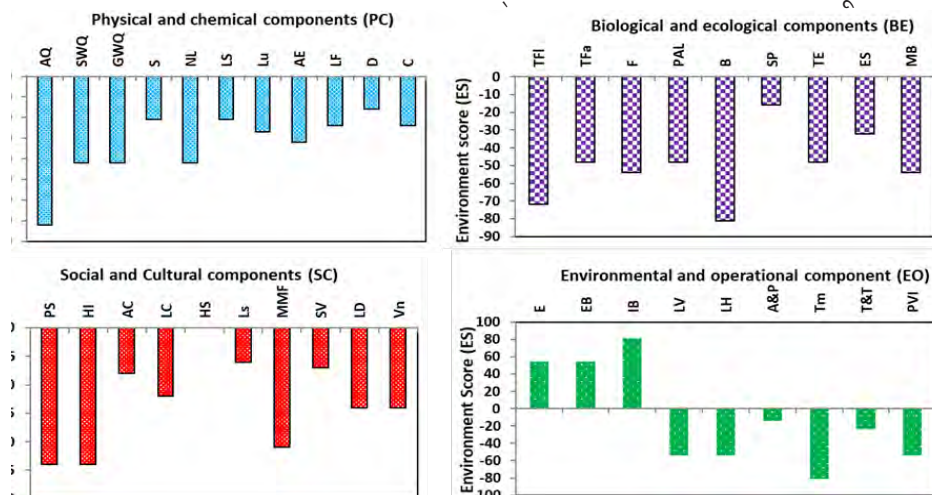 Physical and chemical components (PC)
AQ SWQ GWQ S NL LS Lu AE LF D C
Biological and ecological components (BE)
TFl TFa F PAL B SP TE ES MB
Environment score (ES)
0
-10
-20
-30
-40
-50
-60
-70
-80
-90
Social and Cultural components (SC)
PS HI AC LC HS Ls MMF SV LD Vn
Environmental and operational component (EO)
E EB IB LV LH A&P Tm T&T PVI
Environment Score (ES)
100
80
60
40
20
0
-20
-40
-60
-80
-100